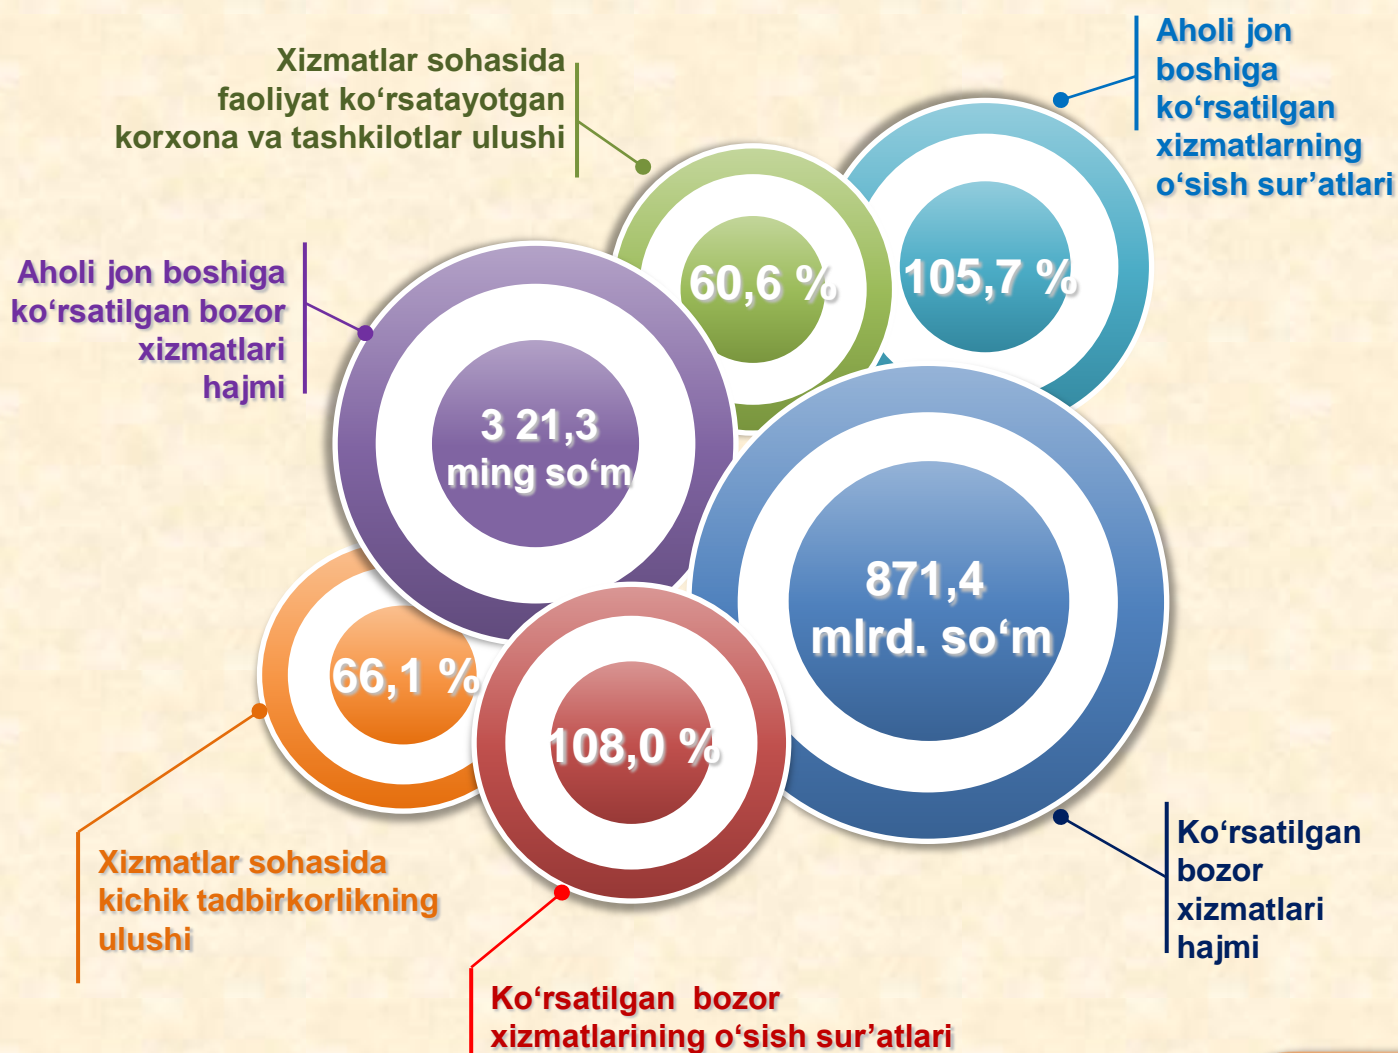 Xizmatlar sohasida
faoliyat ko‘rsatayotgan
korxona va tashkilotlar ulushi
Aholi jon
boshiga
ko‘rsatilgan
xizmatlarning
o‘sish sur’atlari
Aholi jon boshiga
ko‘rsatilgan bozor
xizmatlari
hajmi
60,6 %
105,7 %
3 21,3
ming so‘m
871,4
mlrd. so‘m
66,1 %
108,0 %
Xizmatlar sohasida
kichik tadbirkorlikning
ulushi
Ko‘rsatilgan
bozor
xizmatlari
hajmi
Ko‘rsatilgan bozor
xizmatlarining o‘sish sur’atlari